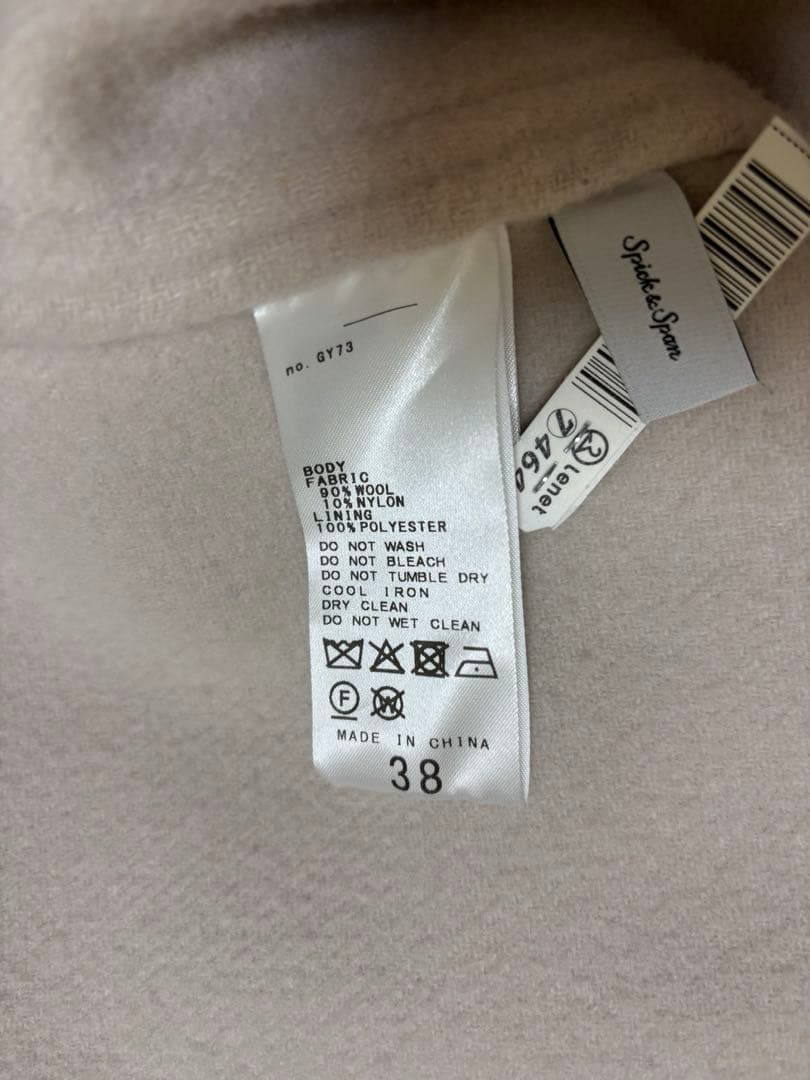 no. GY73
BODY
FABRIC
90% WOOL
10% NYLON
LINING
100% POLYESTER
DO NOT WASH
DO NOT BLEACH
DO NOT TUMBLE DRY
COOL IRON
DRY CLEAN
DO NOT WET CLEAN
F W
MADE IN CHINA
38
Spick & Span
lenet